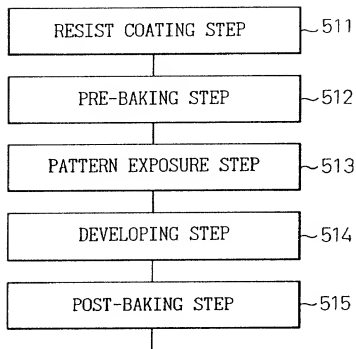 RESIST COATING STEP 511
PRE-BAKING STEP 512
PATTERN EXPOSURE STEP 513
DEVELOPING STEP 514
POST-BAKING STEP 515